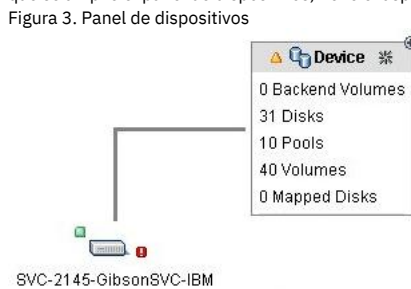 Figura 3. Panel de dispositivos
Device
0 Backend Volumes
31 Disks
10 Pools
40 Volumes
0 Mapped Disks
SVC-2145-GibsonSVC-IBM